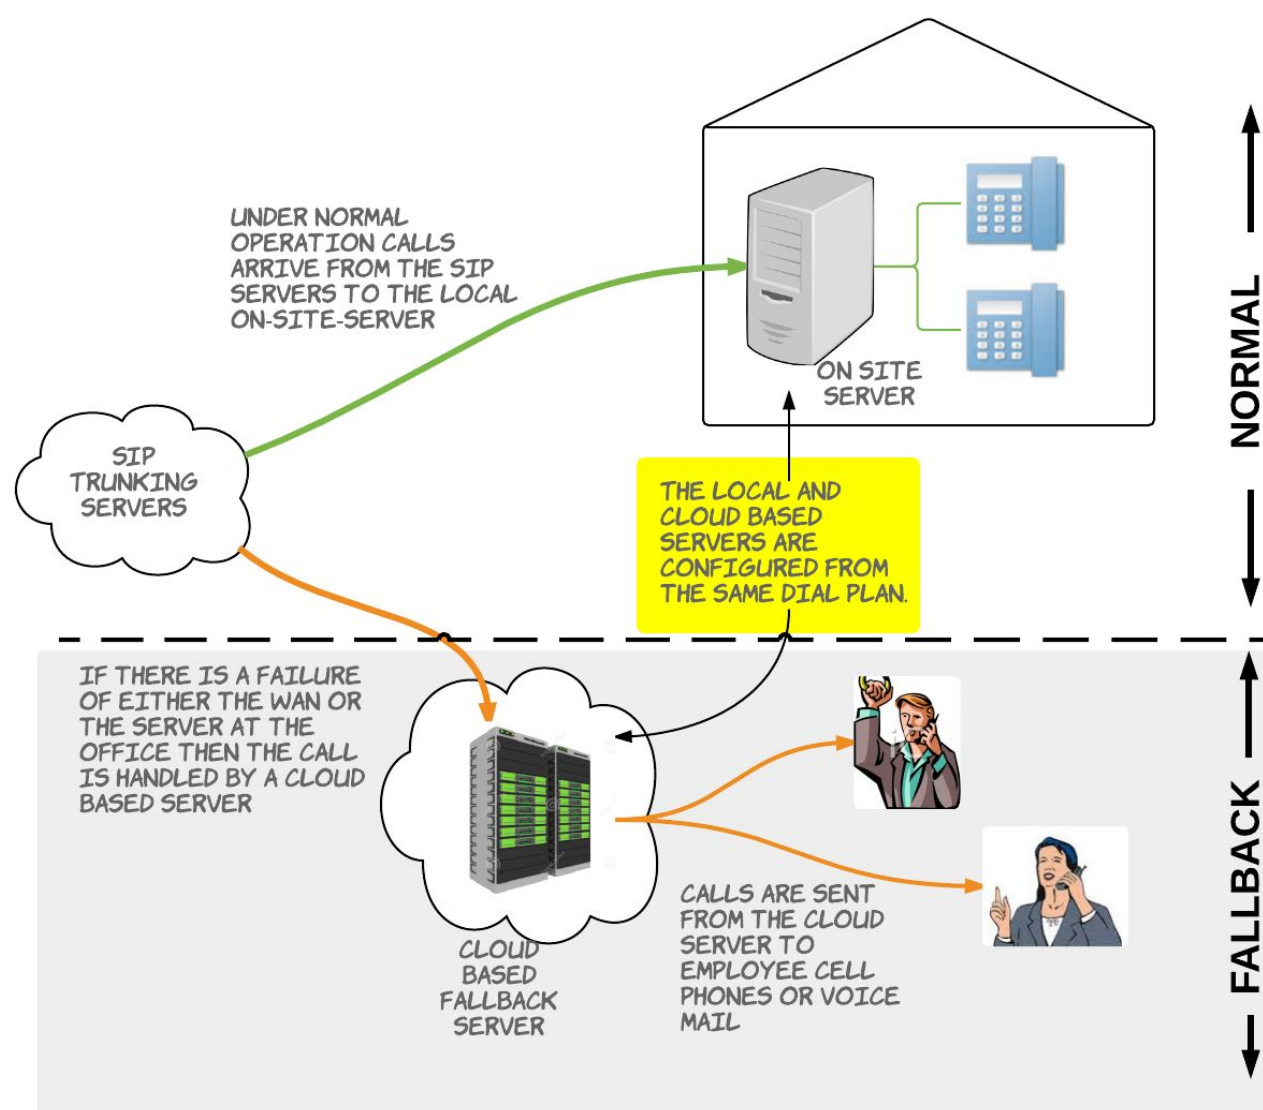 UNDER NORMAL
OPERATION CALLS
ARRIVE FROM THE SIP
SERVERS TO THE LOCAL
ON-SITE-SERVER
ON SITE
SERVER
NORMAL
SIP
TRUNKING
SERVERS
THE LOCAL AND
CLOUD BASED
SERVERS ARE
CONFIGURED FROM
THE SAME DIAL PLAN.
IF THERE IS A FAILURE
OF EITHER THE WAN OR
THE SERVER AT THE
OFFICE THEN THE CALL
IS HANDLED BY A CLOUD
BASED SERVER
FALLBACK
CALLS ARE SENT
FROM THE CLOUD
SERVER TO
EMPLOYEE CELL
PHONES OR VOICE
MAIL
CLOUD
BASED
FALLBACK
SERVER